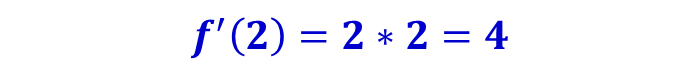 f′(2) = 2 ∗ 2 = 4